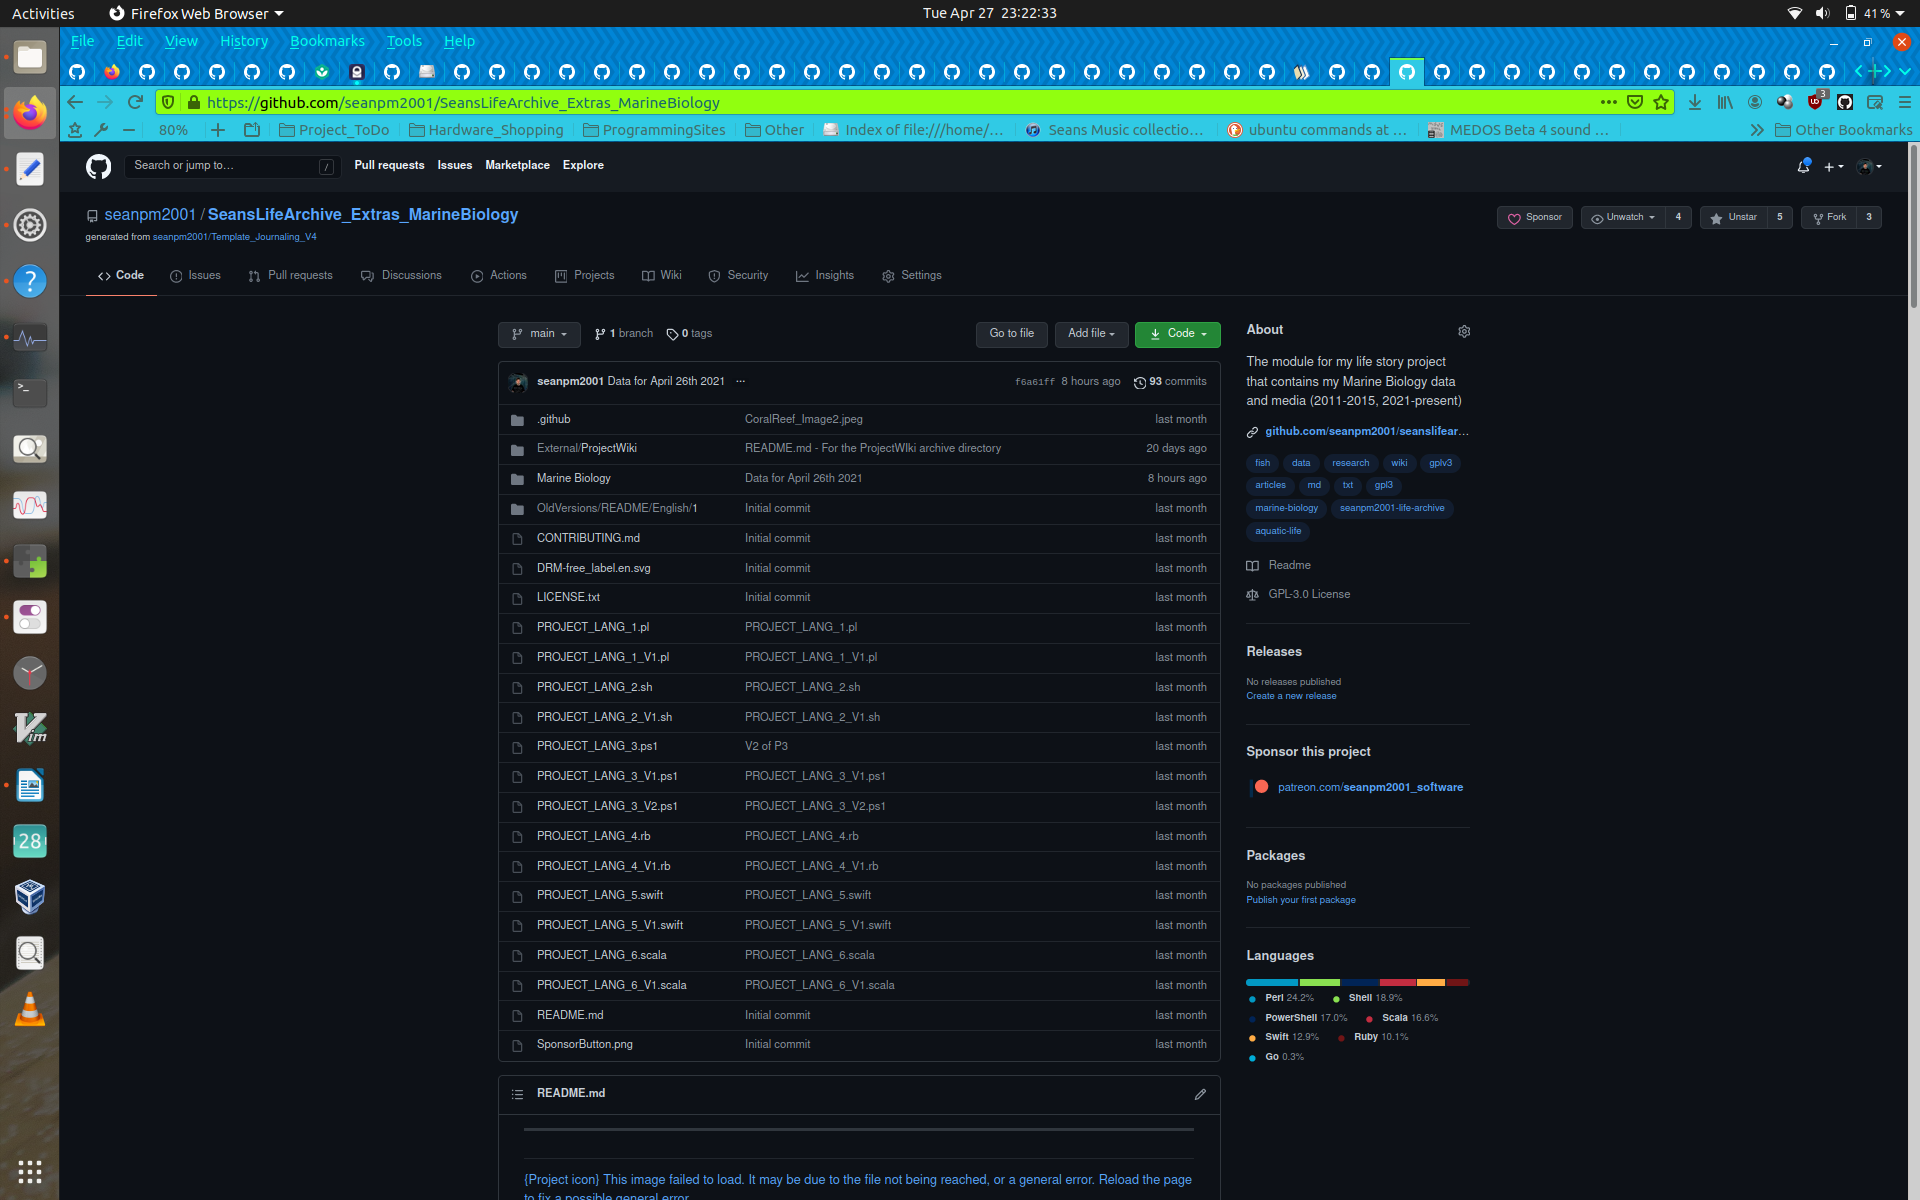 Activities
Firefox Web Browser
Tue Apr 27 23:22:33
41 %
File Edit View History Bookmarks Tools Help
https://github.com/seanpm2001/SeansLifeArchive_Extras_MarineBiology
3
80%
Project_ToDo
Hardware_Shopping
ProgrammingSites
Other
Index of file:///home/...
Seans Music collectio...
ubuntu commands at ...
MEDOS Beta 4 sound ...
Other Bookmarks
Search or jump to...
/
Pull requests Issues Marketplace Explore
seanpm2001 / SeansLifeArchive_Extras_MarineBiology
Sponsor
Unwatch 4
Unstar 5
Fork 3
generated from seanpm2001/Template_Journaling_V4
Code Issues Pull requests Discussions Actions Projects Wiki Security Insights Settings
main
1 branch
0 tags
Go to file
Add file
Code
seanpm2001 Data for April 26th 2021 ...
f6a61ff 8 hours ago
93 commits
.github CoralReef_Image2.jpeg last month
External/ProjectWiki README.md - For the ProjectWIki archive directory 20 days ago
Marine Biology Data for April 26th 2021 8 hours ago
OldVersions/README/English/1 Initial commit last month
CONTRIBUTING.md Initial commit last month
DRM-free_label.en.svg Initial commit last month
LICENSE.txt Initial commit last month
PROJECT_LANG_1.pl PROJECT_LANG_1.pl last month
PROJECT_LANG_1_V1.pl PROJECT_LANG_1_V1.pl last month
PROJECT_LANG_2.sh PROJECT_LANG_2.sh last month
PROJECT_LANG_2_V1.sh PROJECT_LANG_2_V1.sh last month
PROJECT_LANG_3.ps1 V2 of P3 last month
PROJECT_LANG_3_V1.ps1 PROJECT_LANG_3_V1.ps1 last month
PROJECT_LANG_3_V2.ps1 PROJECT_LANG_3_V2.ps1 last month
PROJECT_LANG_4.rb PROJECT_LANG_4.rb last month
PROJECT_LANG_4_V1.rb PROJECT_LANG_4_V1.rb last month
PROJECT_LANG_5.swift PROJECT_LANG_5.swift last month
PROJECT_LANG_5_V1.swift PROJECT_LANG_5_V1.swift last month
PROJECT_LANG_6.scala PROJECT_LANG_6.scala last month
PROJECT_LANG_6_V1.scala PROJECT_LANG_6_V1.scala last month
README.md Initial commit last month
SponsorButton.png Initial commit last month
README.md
{Project icon} This image failed to load. It may be due to the file not being reached, or a general error. Reload the page
to fix a possible general error.
About
The module for my life story project
that contains my Marine Biology data
and media (2011-2015, 2021-present)
github.com/seanpm2001/seanslifear...
fish data research wiki gplv3
articles md txt gpl3
marine-biology seanpm2001-life-archive
aquatic-life
Readme
GPL-3.0 License
Releases
No releases published
Create a new release
Sponsor this project
patreon.com/seanpm2001_software
Packages
No packages published
Publish your first package
Languages
Perl 24.2% Shell 18.9%
PowerShell 17.0% Scala 16.6%
Swift 12.9% Ruby 10.1%
Go 0.3%
28